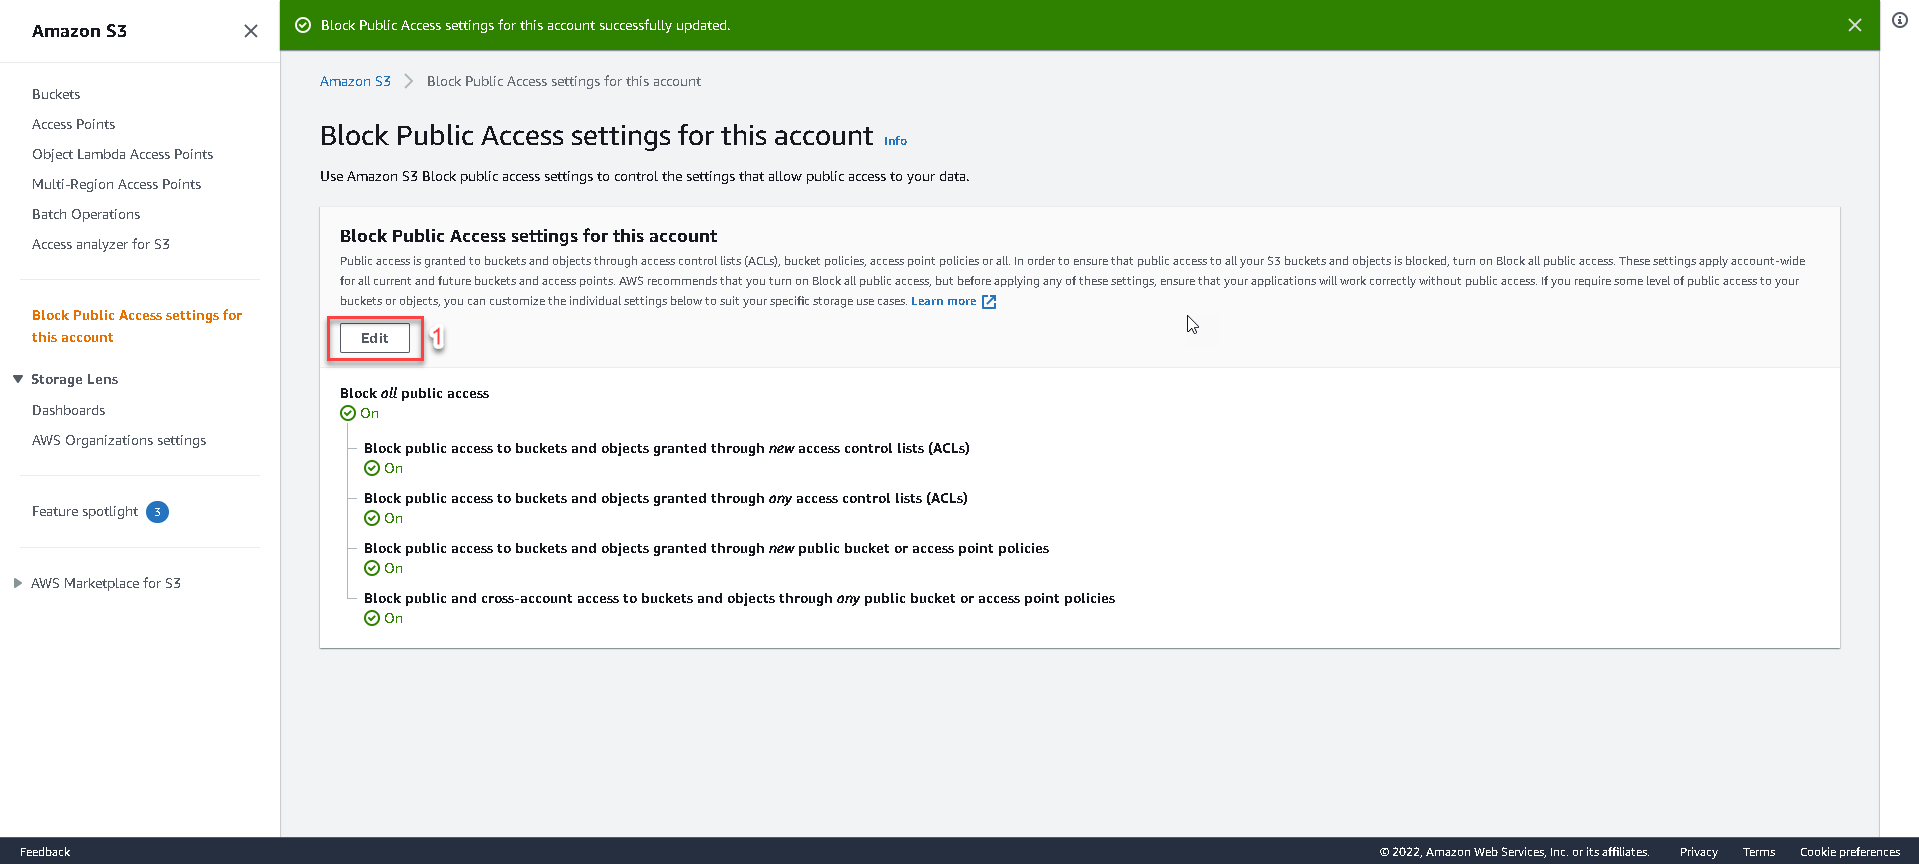 Amazon S3
Buckets
Access Points
Object Lambda Access Points
Multi-Region Access Points
Batch Operations
Access analyzer for S3
Block Public Access settings for
this account
Storage Lens
Dashboards
AWS Organizations settings
Feature spotlight 3
AWS Marketplace for S3
Block Public Access settings for this account successfully updated.
Amazon S3 Block Public Access settings for this account
Block Public Access settings for this account Info
Use Amazon S3 Block public access settings to control the settings that allow public access to your data.
Block Public Access settings for this account
Public access is granted to buckets and objects through access control lists (ACLs), bucket policies, access point policies or all. In order to ensure that public access to all your S3 buckets and objects is blocked, turn on Block all public access. These settings apply account-wide
for all current and future buckets and access points. AWS recommends that you turn on Block all public access, but before applying any of these settings, ensure that your applications will work correctly without public access. If you require some level of public access to your
buckets or objects, you can customize the individual settings below to suit your specific storage use cases. Learn more
Edit 1
Block all public access
On
Block public access to buckets and objects granted through new access control lists (ACLs)
On
Block public access to buckets and objects granted through any access control lists (ACLs)
On
Block public access to buckets and objects granted through new public bucket or access point policies
On
Block public and cross-account access to buckets and objects through any public bucket or access point policies
On
Feedback © 2022, Amazon Web Services, Inc. or its affiliates. Privacy Terms Cookie preferences